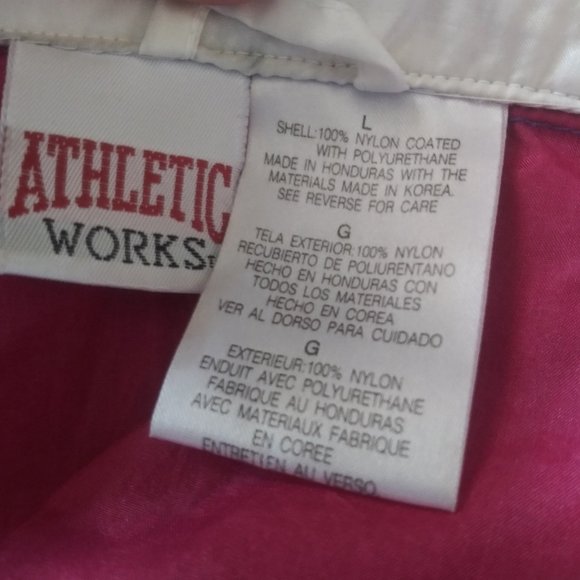 ATHLETIC
WORKS
L
SHELL:100% NYLON COATED
WITH POLYURETHANE
MADE IN HONDURAS WITH THE
MATERIALS MADE IN KOREA.
SEE REVERSE FOR CARE
G
TELA EXTERIOR:100% NYLON
RECUBIERTO DE POLIURENTANO
HECHO EN HONDURAS CON
TODOS LOS MATERIALES
HECHO EN COREA
VER AL DORSO PARA CUIDADO
G
EXTERIEUR:100% NYLON
ENDUIT AVEC POLYURETHANE
FABRIQUE AU HONDURAS
AVEC MATERIAUX FABRIQUE
EN COREE
ENTRETIEN AU VERSO